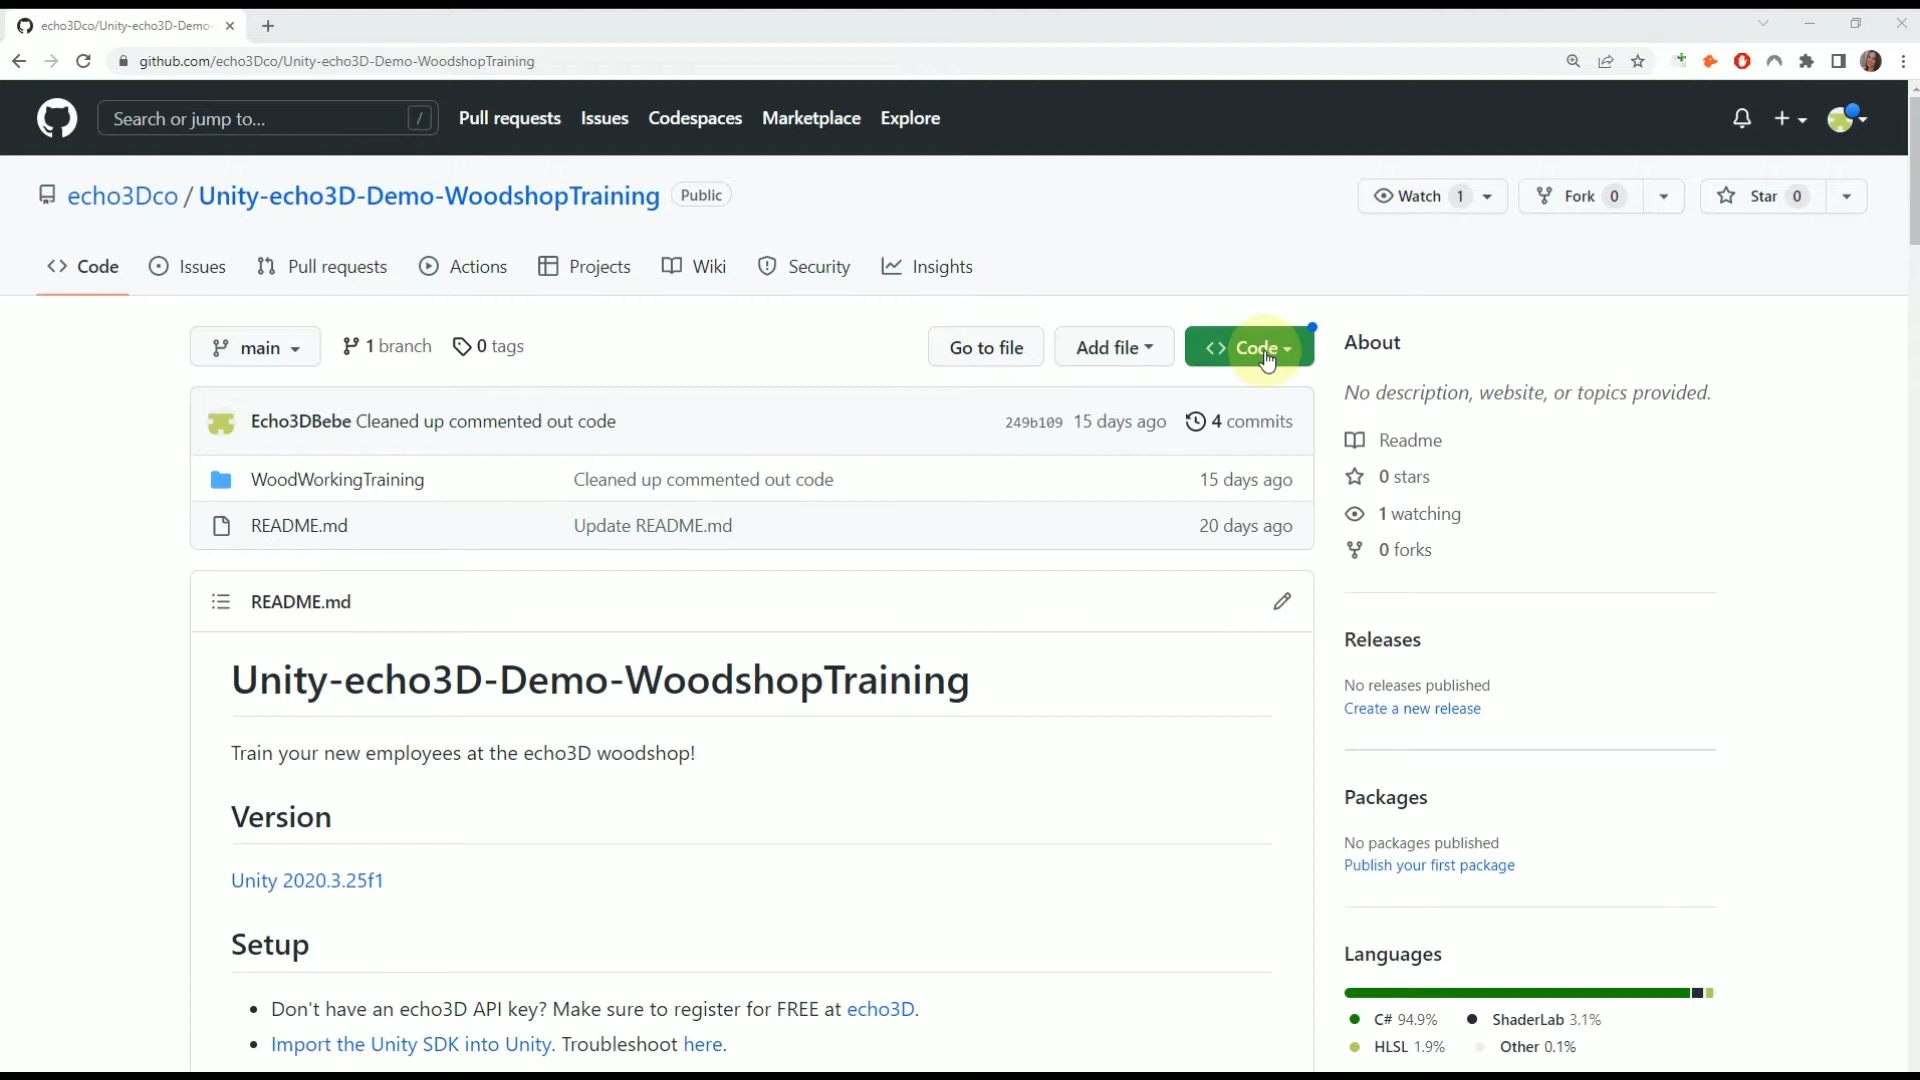 echo3Dco/Unity-echo3D-Demo-
github.com/echo3Dco/Unity-echo3D-Demo-WoodshopTraining
Search or jump to... /
Pull requests Issues Codespaces Marketplace Explore
echo3Dco / Unity-echo3D-Demo-WoodshopTraining Public
Watch 1 Fork 0 Star 0
Code Issues Pull requests Actions Projects Wiki Security Insights
main 1 branch 0 tags Go to file Add file Code
Echo3DBebe Cleaned up commented out code 249b109 15 days ago 4 commits
WoodWorkingTraining Cleaned up commented out code 15 days ago
README.md Update README.md 20 days ago
README.md
Unity-echo3D-Demo-WoodshopTraining
Train your new employees at the echo3D woodshop!
Version
Unity 2020.3.25f1
Setup
• Don't have an echo3D API key? Make sure to register for FREE at echo3D.
• Import the Unity SDK into Unity. Troubleshoot here.
About
No description, website, or topics provided.
Readme
0 stars
1 watching
0 forks
Releases
No releases published
Create a new release
Packages
No packages published
Publish your first package
Languages
C# 94.9% ShaderLab 3.1%
HLSL 1.9% Other 0.1%